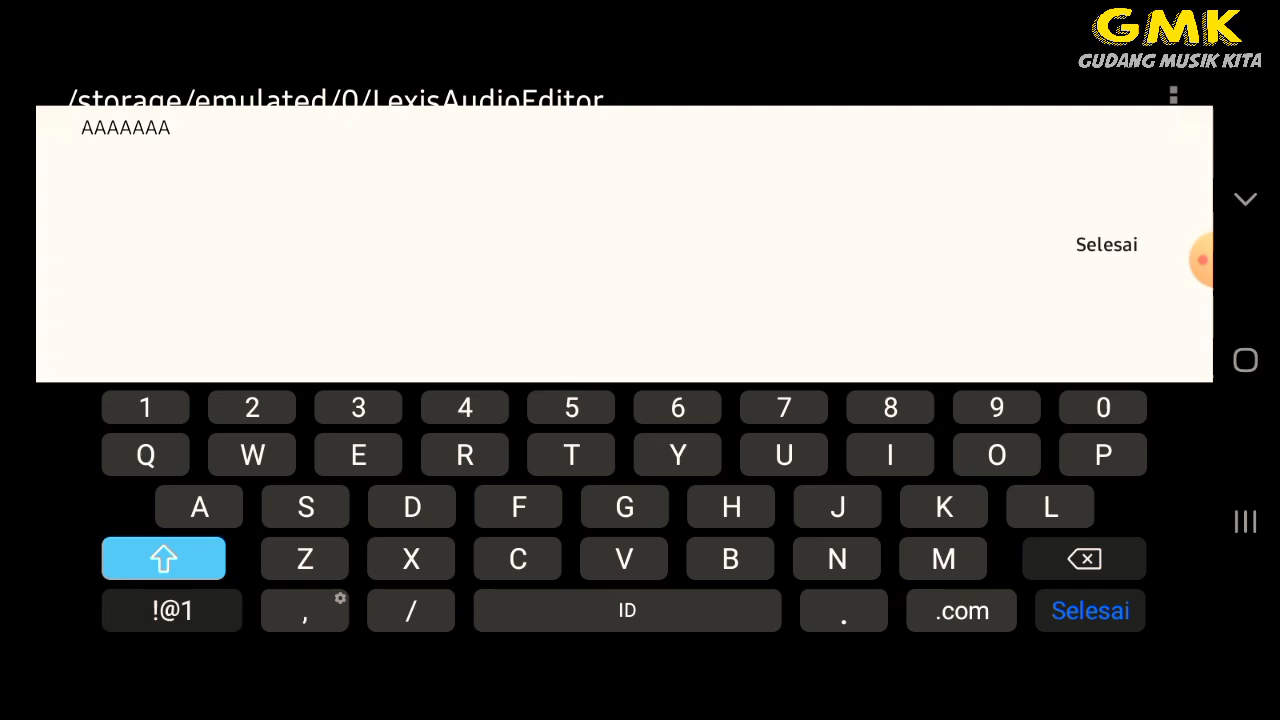 GMK
GUDANG MUSIK KITA
/storage/emulated/0/LexisAudioEditor
AAAAAAA
Selesai
1 2 3 4 5 6 7 8 9 0
Q W E R T Y U I O P
A S D F G H J K L
Z X C V B N M
!@1 , / ID . .com Selesai